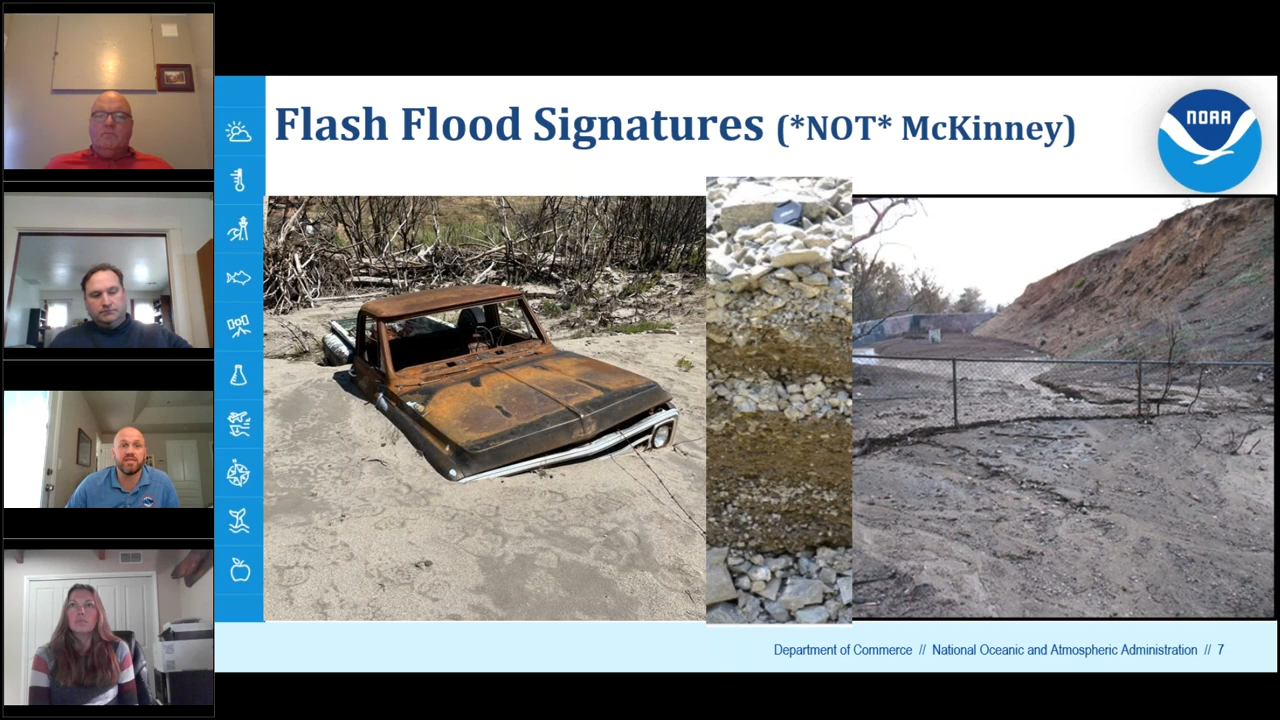 Flash Flood Signatures (*NOT* McKinney)
NOAA
Department of Commerce // National Oceanic and Atmospheric Administration // 7